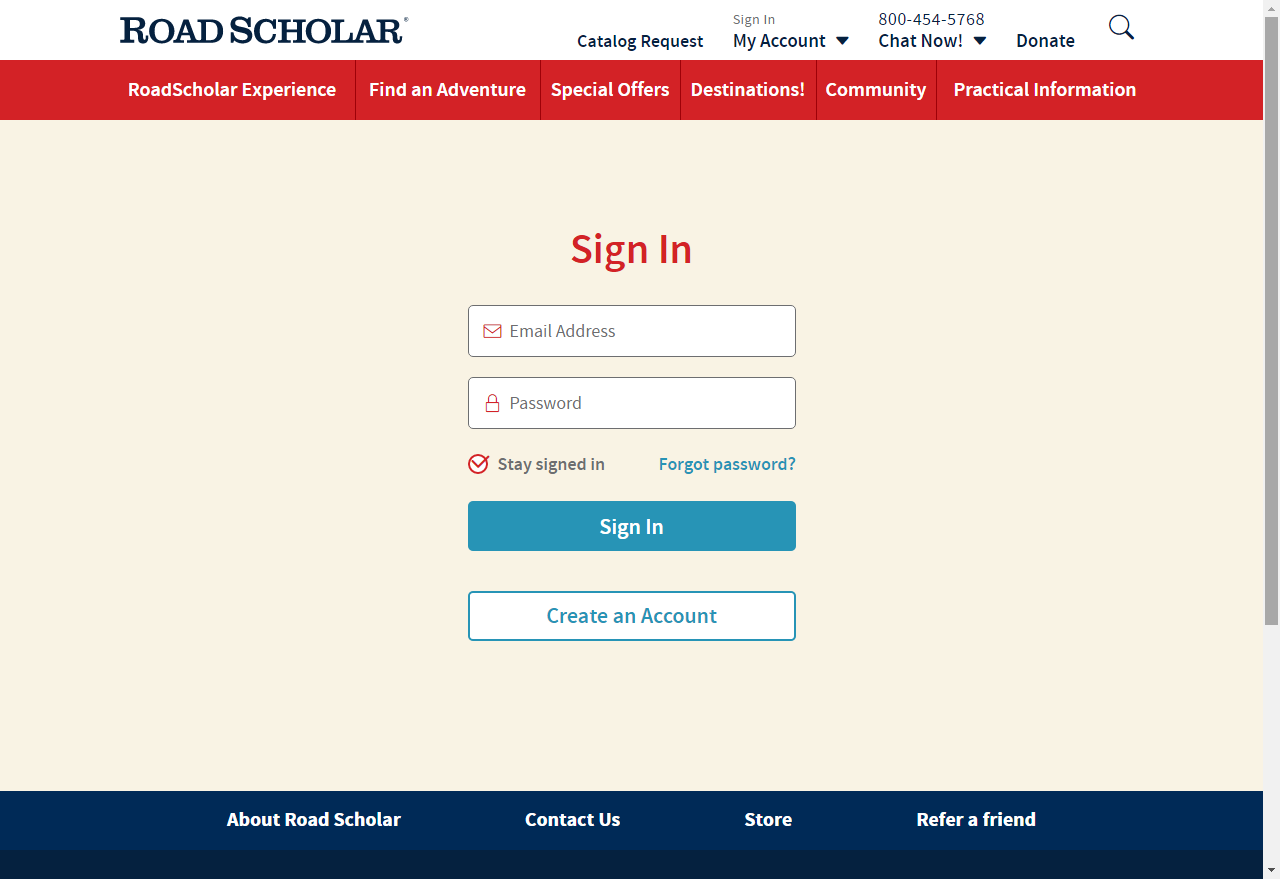 ROAD SCHOLAR®
Catalog Request
Sign In
My Account
800-454-5768
Chat Now!
Donate
RoadScholar Experience
Find an Adventure
Special Offers
Destinations!
Community
Practical Information
Sign In
Email Address
Password
Stay signed in
Forgot password?
Sign In
Create an Account
About Road Scholar
Contact Us
Store
Refer a friend